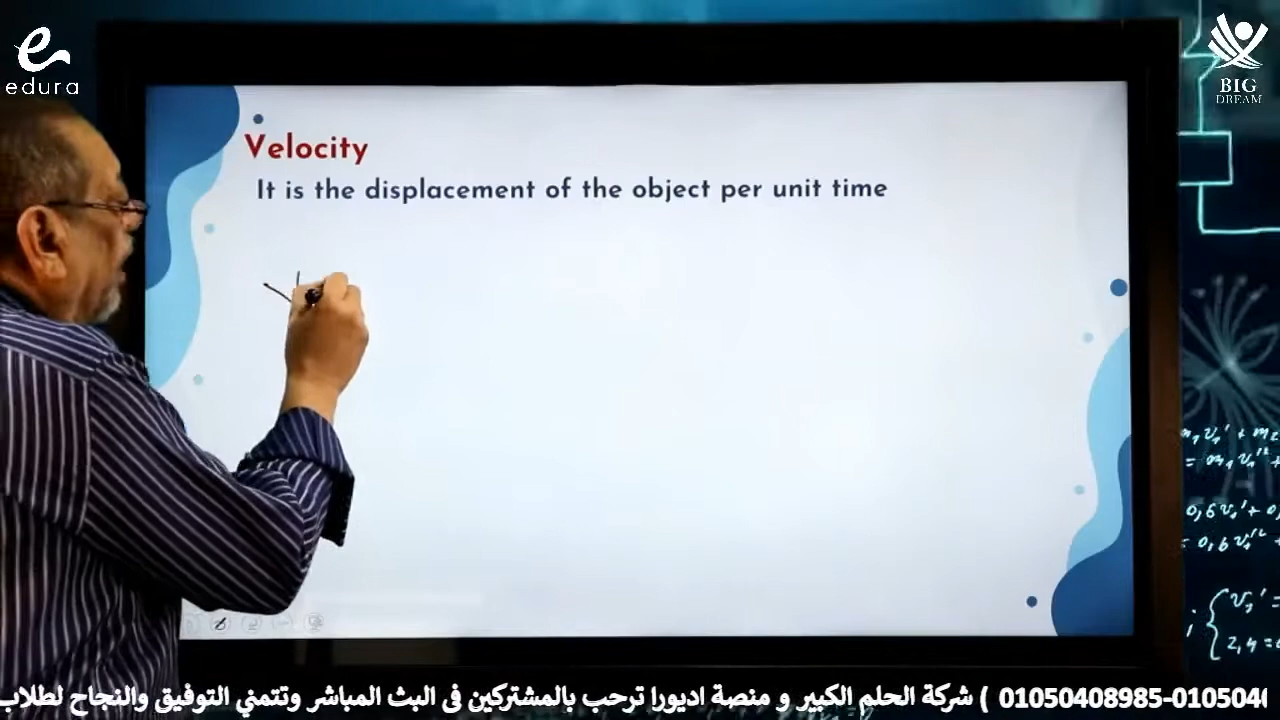 edura
BIG
DREAM
Velocity
It is the displacement of the object per unit time
شركة الحلم الكبير و منصة اديورا ترحب بالمشتركين فى البث المباشر وتتمني التوفيق والنجاح لطلاب ( 01050408985-010504